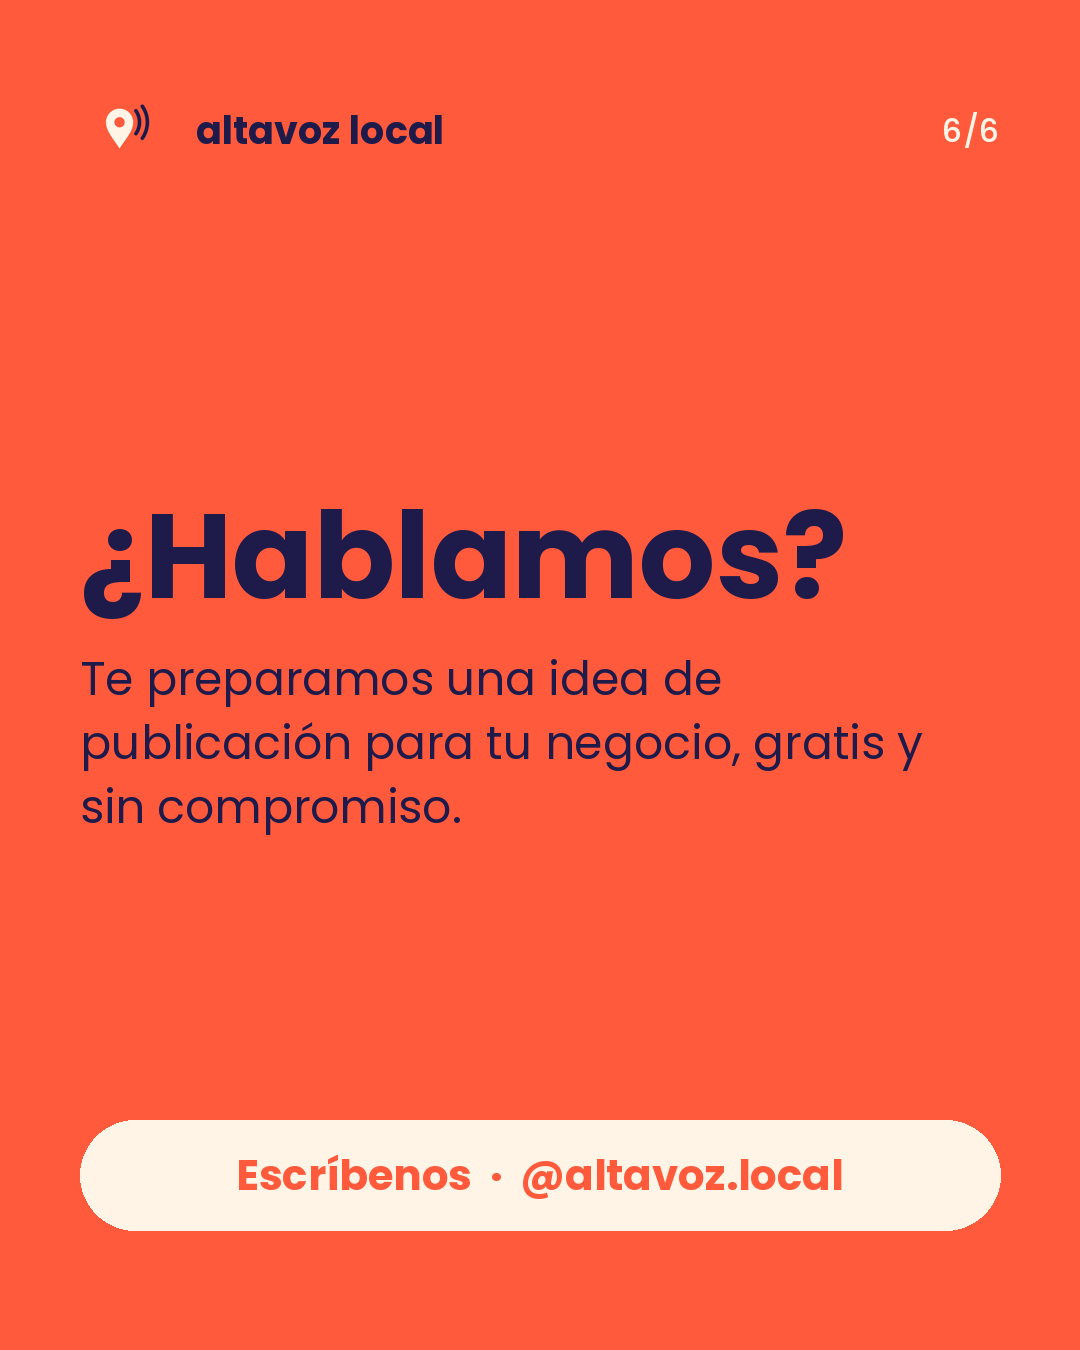 altavoz local
6/6
¿Hablamos?
Te preparamos una idea de
publicación para tu negocio, gratis y
sin compromiso.
Escríbenos · @altavoz.local